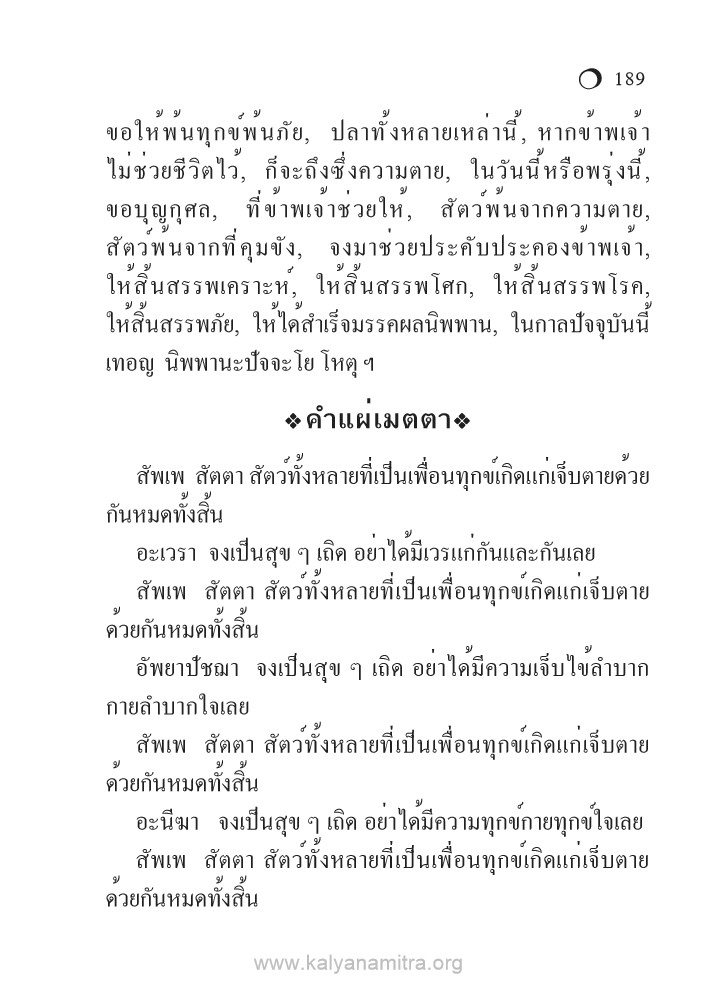 189
ขอให้พ้นทุกข์พ้นภัย, ปลาทั้งหลายเหล่านี้, หากข้าพเจ้า
ไม่ช่วยชีวิตไว้, ก็จะถึงซึ่งความตาย, ในวันนี้หรือพรุ่งนี้,
ขอบุญกุศล, ที่ข้าพเจ้าช่วยให้, สัตว์พ้นจากความตาย,
สัตว์พ้นจากที่คุมขัง, จงมาช่วยประคับประคองข้าพเจ้า,
ให้สิ้นสรรพเคราะห์, ให้สิ้นสรรพโศก, ให้สิ้นสรรพโรค,
ให้สิ้นสรรพภัย, ให้ได้สำเร็จมรรคผลนิพพาน, ในกาลปัจจุบันนี้
เทอญ นิพพานะปัจจะโย โหตุ ฯ
❖คำแผ่เมตตา❖
สัพเพ สัตตา สัตว์ทั้งหลายที่เป็นเพื่อนทุกข์เกิดแก่เจ็บตายด้วย
กันหมดทั้งสิ้น
อะเวรา จงเป็นสุข ๆ เถิด อย่าได้มีเวรแก่กันและกันเลย
สัพเพ สัตตา สัตว์ทั้งหลายที่เป็นเพื่อนทุกข์เกิดแก่เจ็บตาย
ด้วยกันหมดทั้งสิ้น
อัพยาปัชฌา จงเป็นสุข ๆ เถิด อย่าได้มีความเจ็บไข้ลำบาก
กายลำบากใจเลย
สัพเพ สัตตา สัตว์ทั้งหลายที่เป็นเพื่อนทุกข์เกิดแก่เจ็บตาย
ด้วยกันหมดทั้งสิ้น
อะนีฆา จงเป็นสุข ๆ เถิด อย่าได้มีความทุกข์กายทุกข์ใจเลย
สัพเพ สัตตา สัตว์ทั้งหลายที่เป็นเพื่อนทุกข์เกิดแก่เจ็บตาย
ด้วยกันหมดทั้งสิ้น
www.kalyanamitra.org